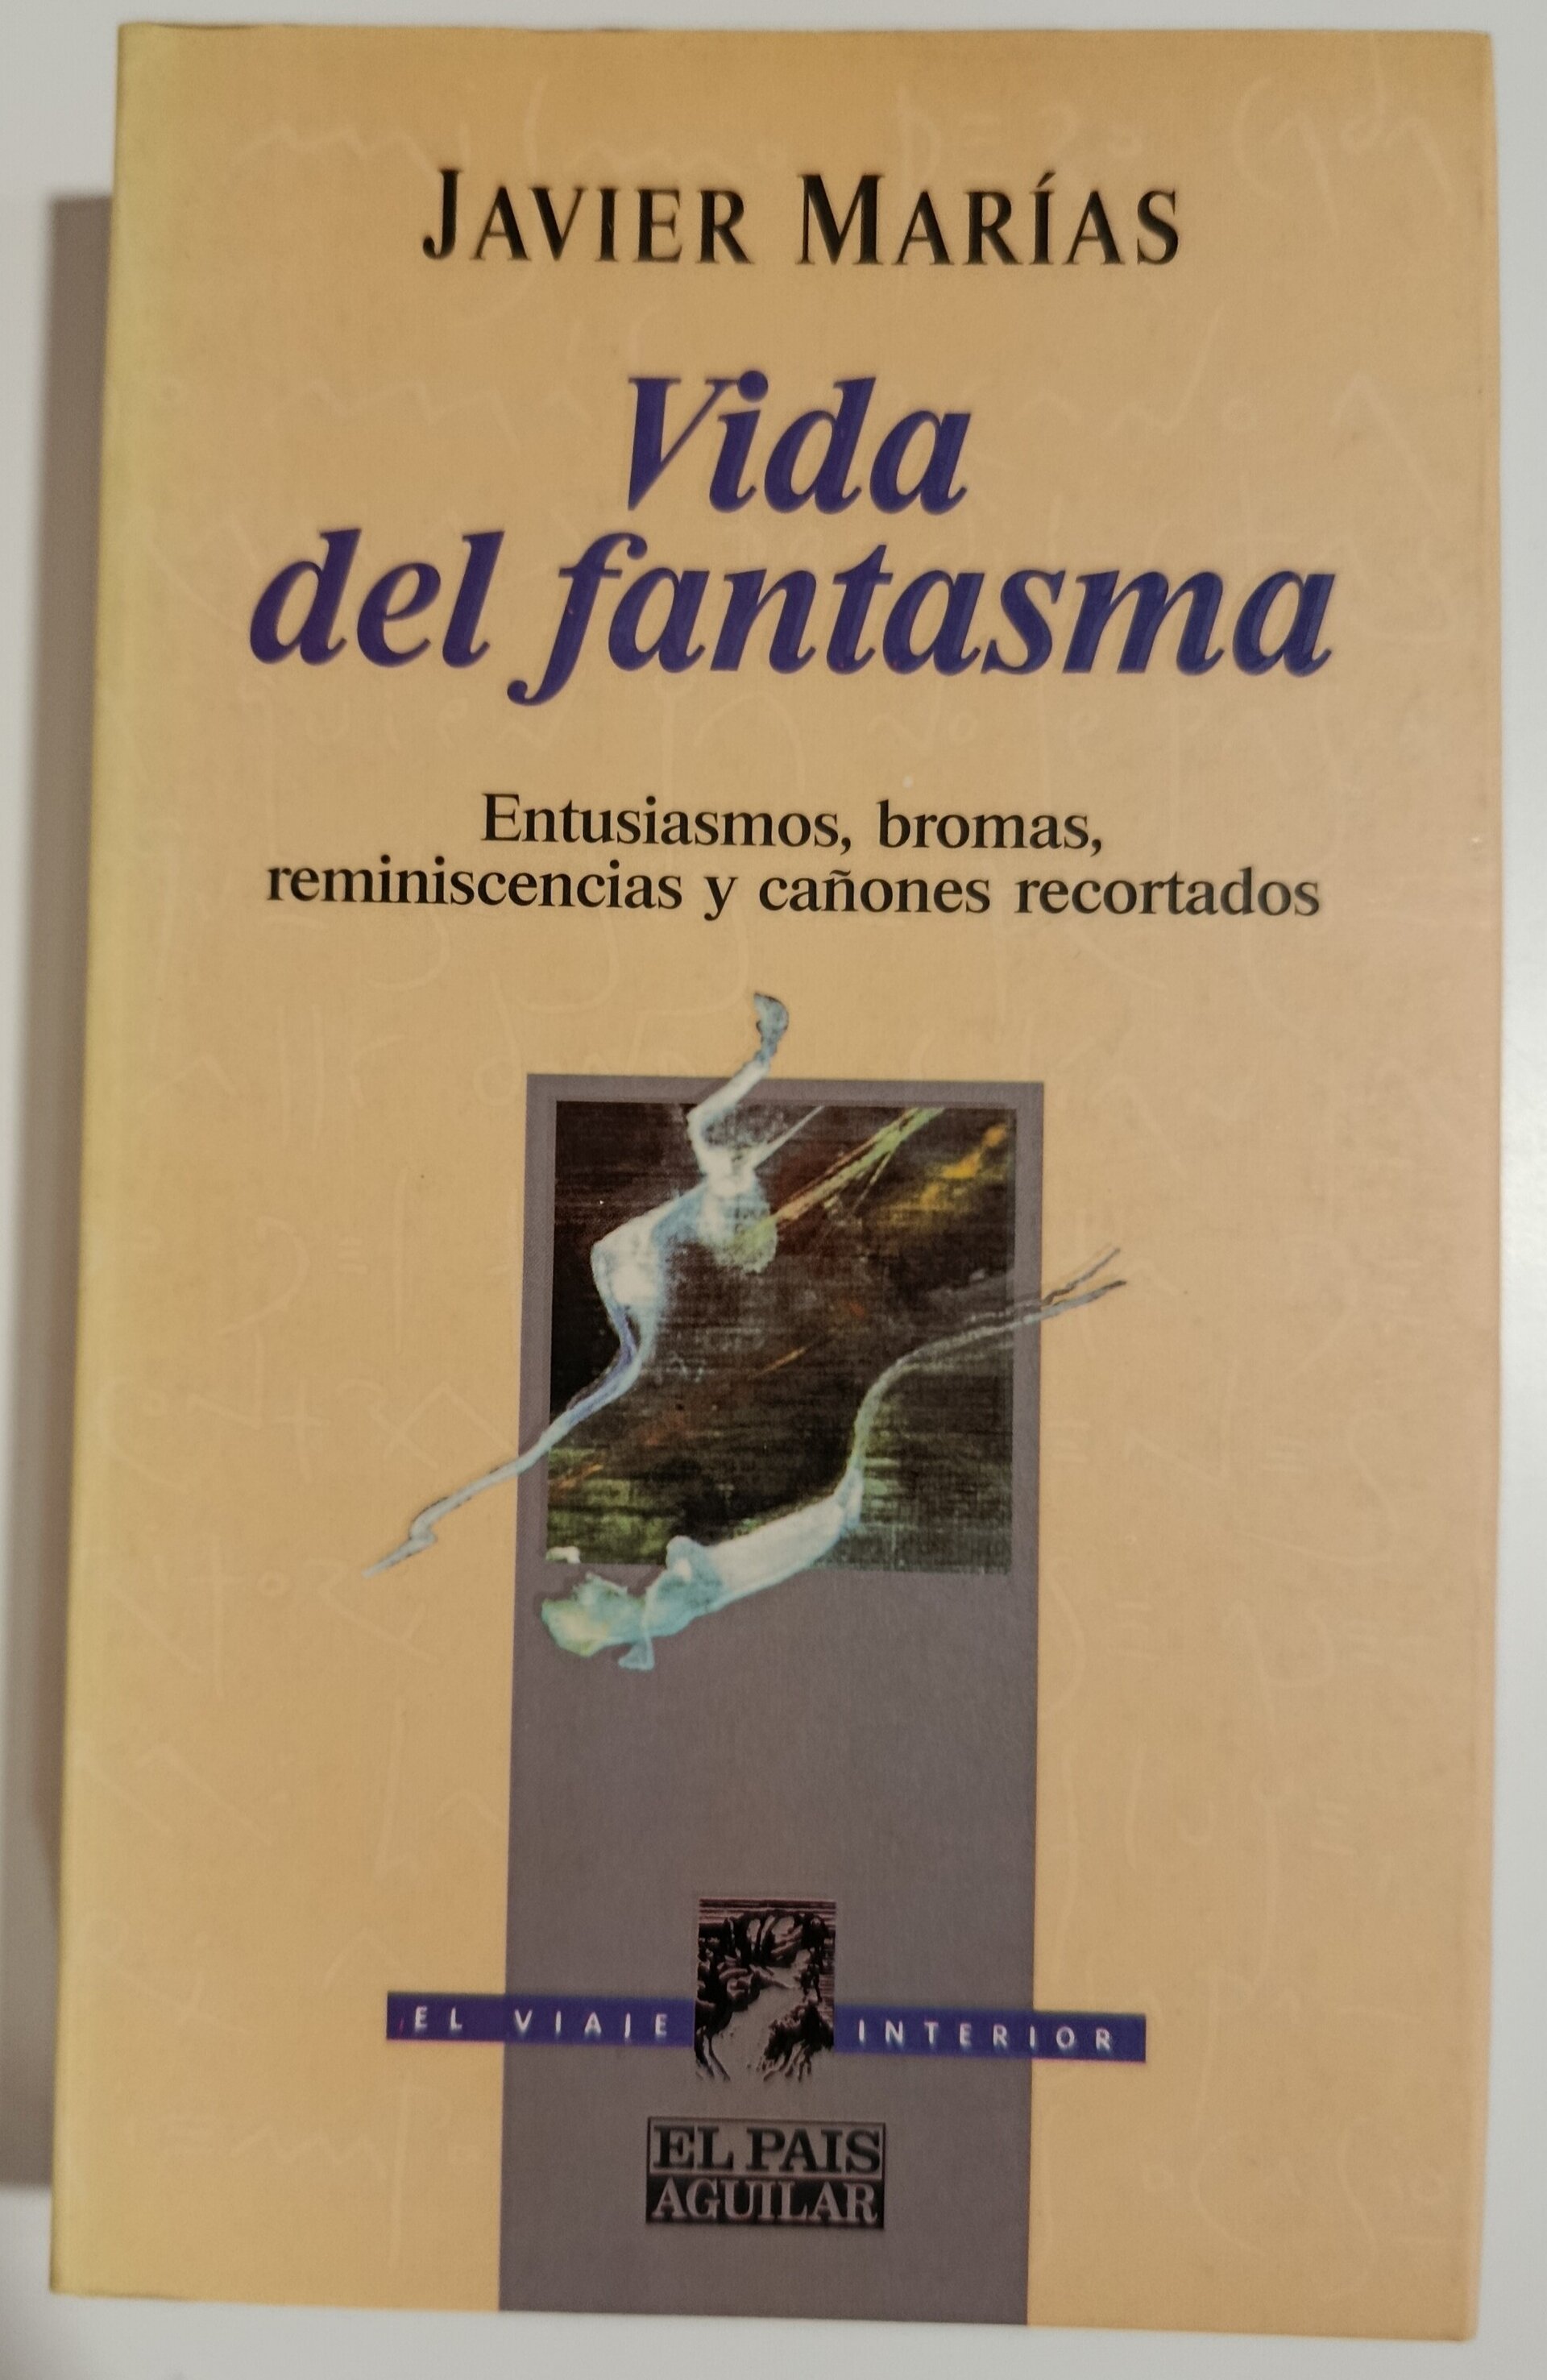 JAVIER MARÍAS
Vida
del fantasma
Entusiasmos, bromas,
reminiscencias y cañones recortados
EL VIAJE INTERIOR
EL PAIS
AGUILAR